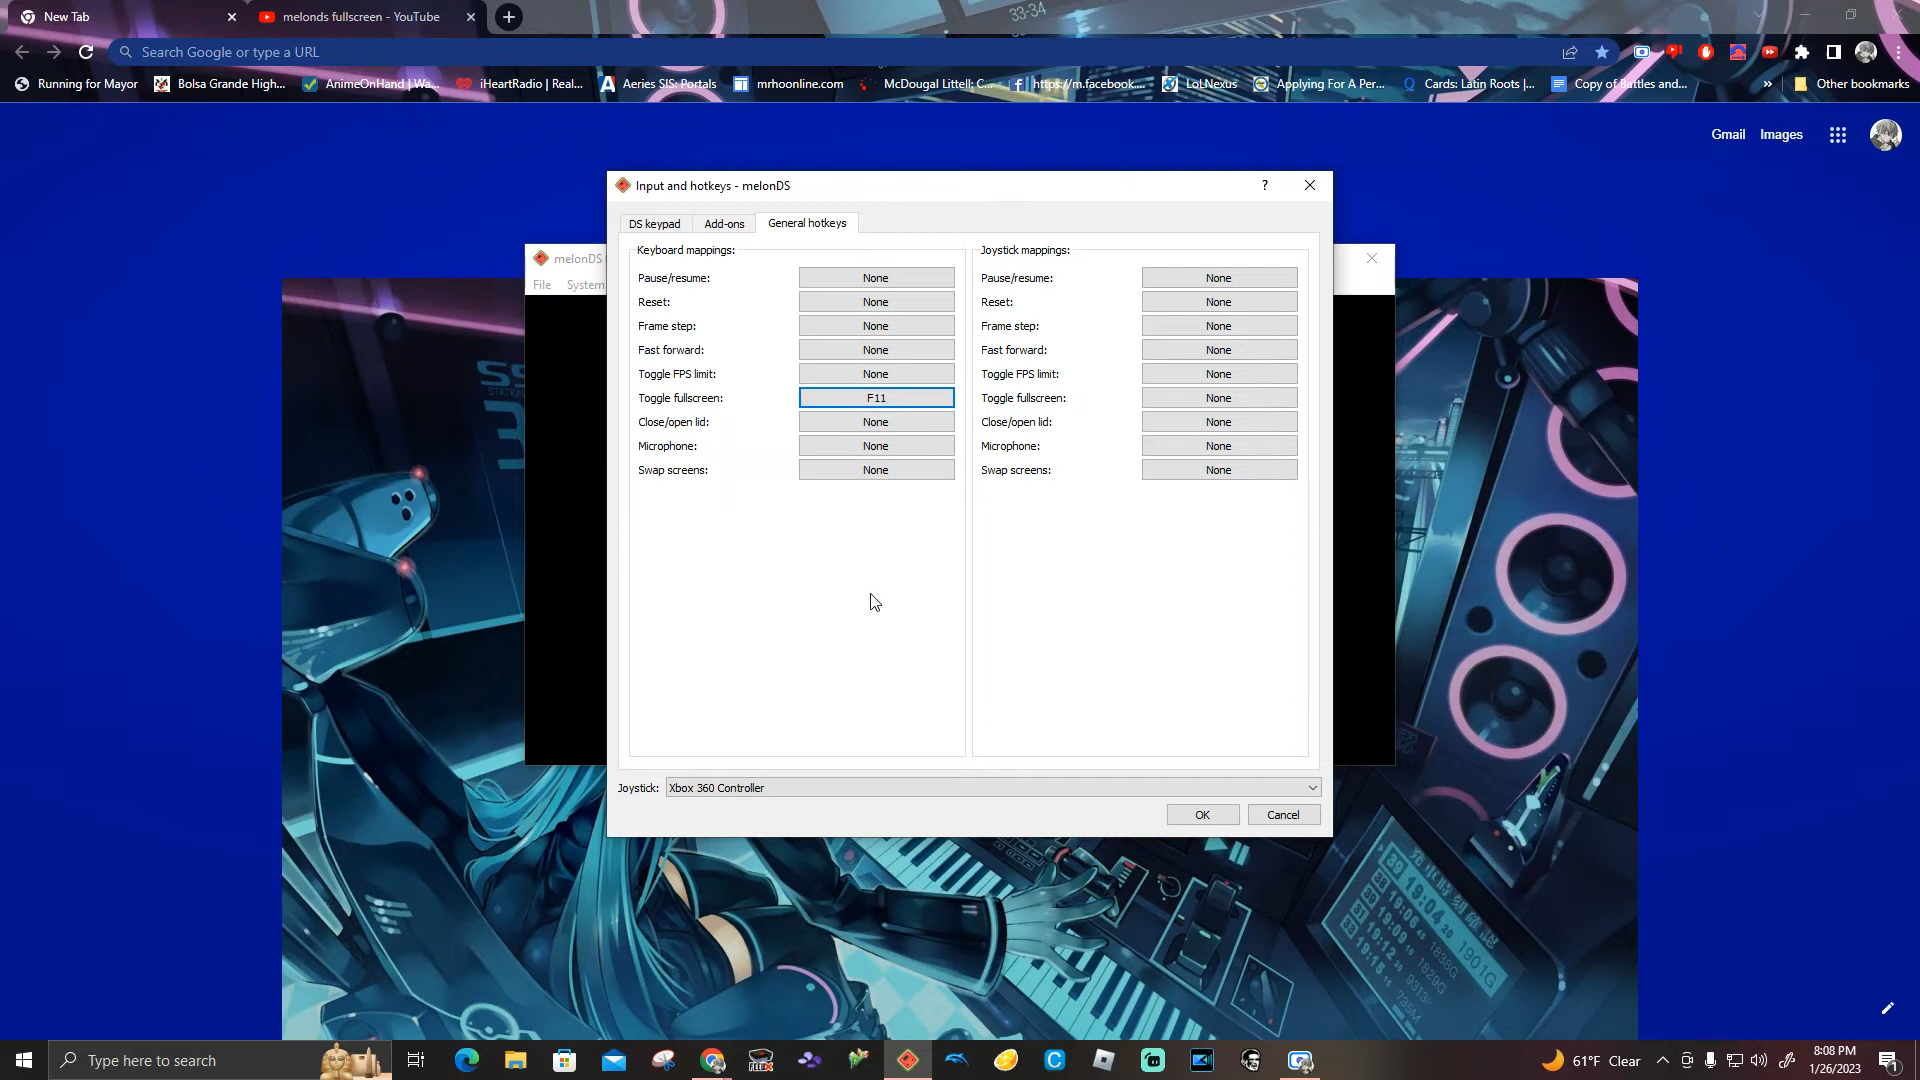 New Tab
melonds fullscreen - YouTube
33-34
Search Google or type a URL
Running for Mayor
Bolsa Grande High...
AnimeOnHand | Wa...
iHeartRadio | Real...
Aeries SIS: Portals
mrhoonline.com
McDougal Littell: C...
https://m.facebook....
LoLNexus
Applying For A Per...
Cards: Latin Roots |...
Copy of Battles and...
»
Other bookmarks
Gmail
Images
Input and hotkeys - melonDS
?
DS keypad
Add-ons
General hotkeys
melonDS
File
System
Keyboard mappings:
Pause/resume: None
Reset: None
Frame step: None
Fast forward: None
Toggle FPS limit: None
Toggle fullscreen: F11
Close/open lid: None
Microphone: None
Swap screens: None
Joystick mappings:
Pause/resume: None
Reset: None
Frame step: None
Fast forward: None
Toggle FPS limit: None
Toggle fullscreen: None
Close/open lid: None
Microphone: None
Swap screens: None
Joystick: Xbox 360 Controller
OK
Cancel
Type here to search
61°F Clear
8:08 PM
1/26/2023
1